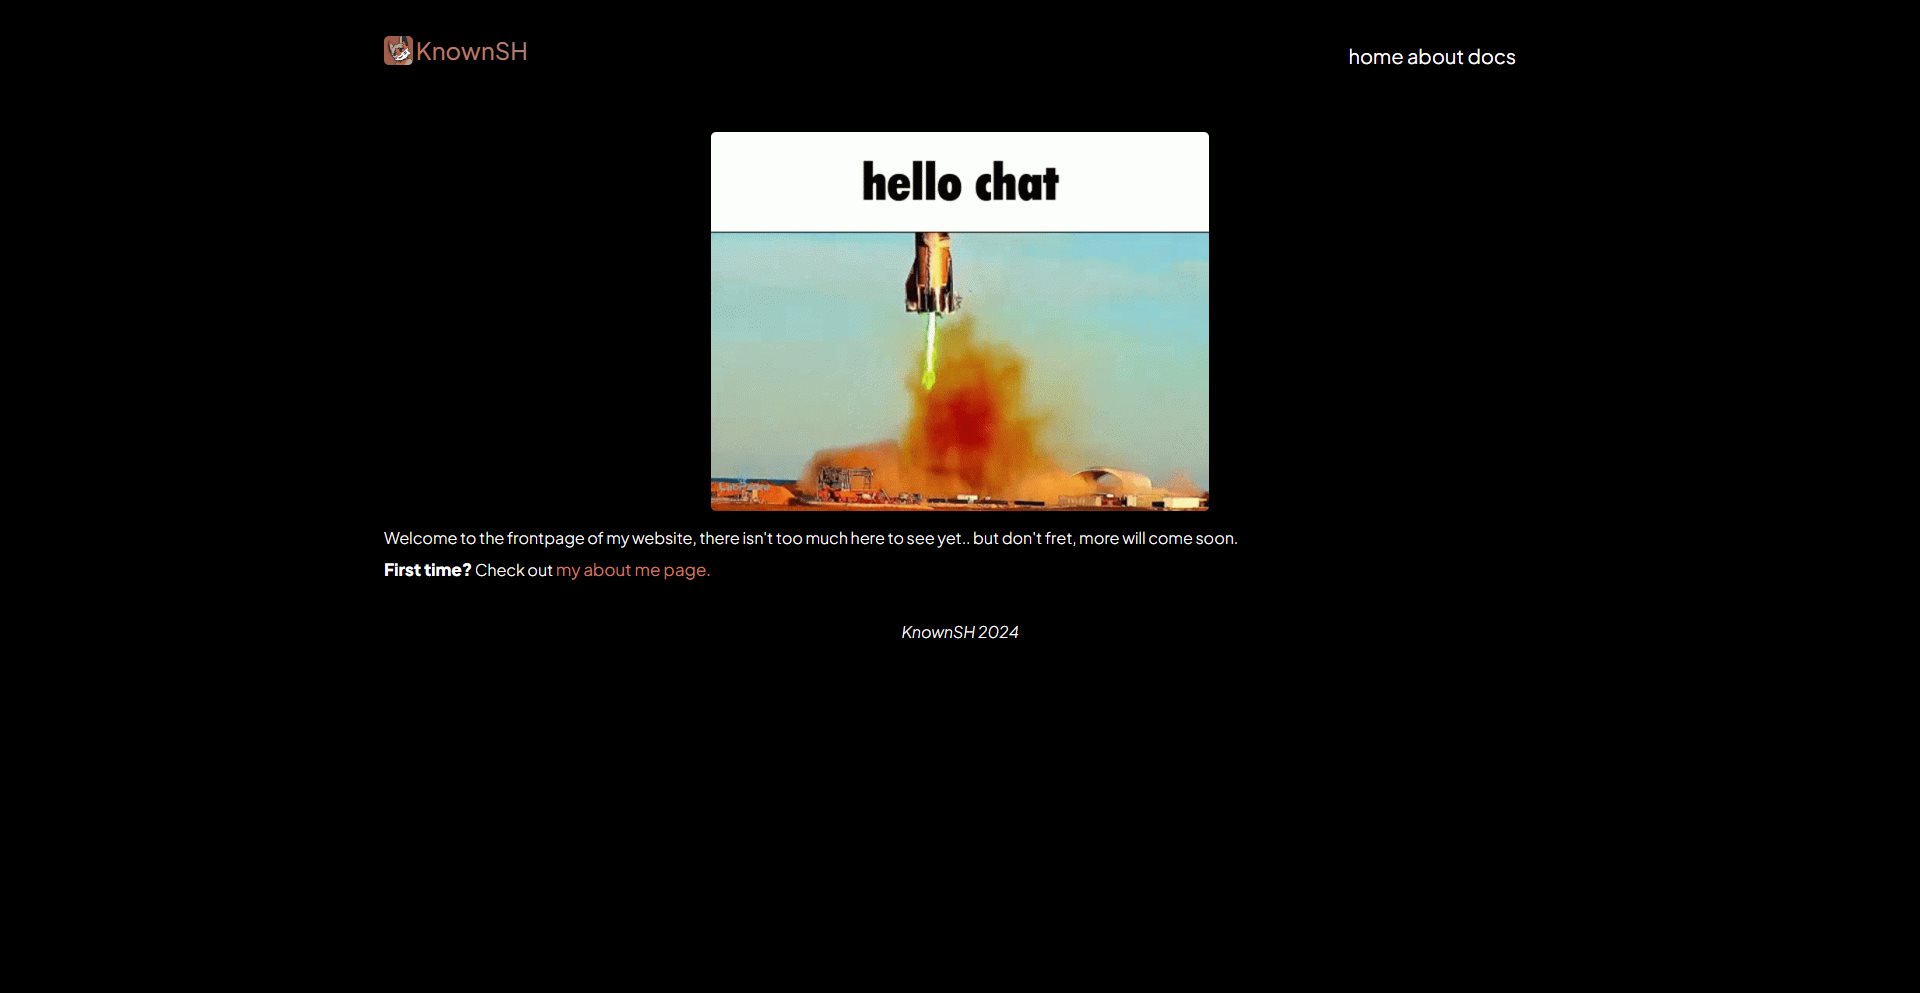 KnownSH
home about docs
hello chat
Welcome to the frontpage of my website, there isn't too much here to see yet.. but don't fret, more will come soon.
First time? Check out my about me page.
KnownSH 2024